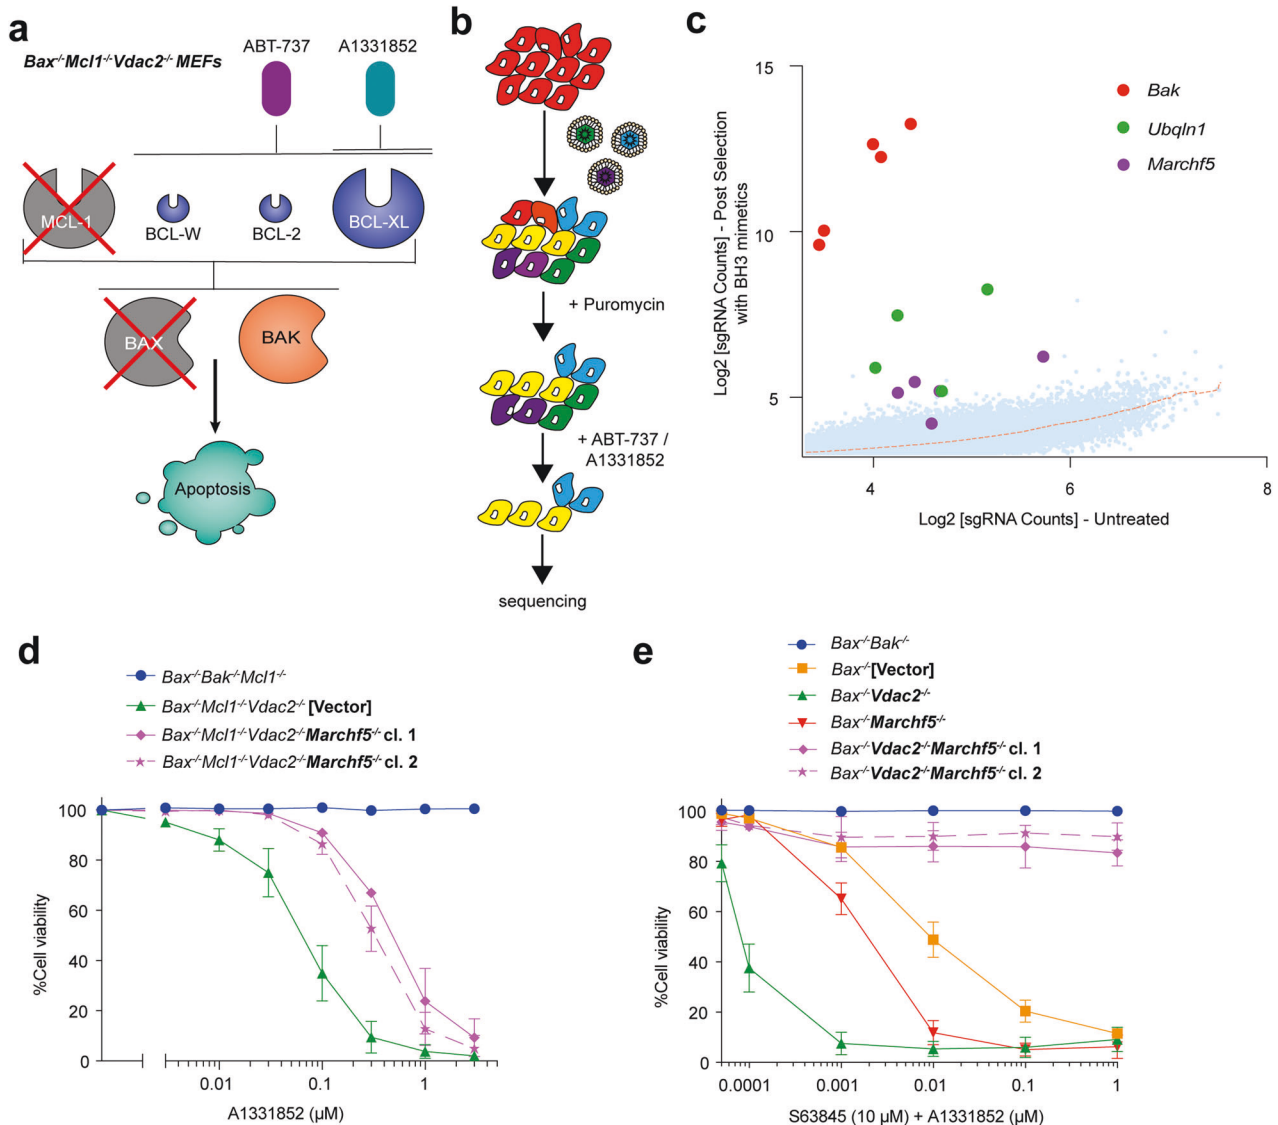 a
Bax-/-Mcl1-/-Vdac2-/- MEFs
ABT-737
A1331852
MCL-1
BCL-W
BCL-2
BCL-XL
BAX
BAK
Apoptosis
b
+ Puromycin
+ ABT-737 /
A1331852
sequencing
c
Log2 [sgRNA Counts] - Post Selection
with BH3 mimetics
15
10
5
4
6
8
Log2 [sgRNA Counts] - Untreated
Bak
Ubqln1
Marchf5
d
Bax-/-Bak-/-Mcl1-/-
Bax-/-Mcl1-/-Vdac2-/- [Vector]
Bax-/-Mcl1-/-Vdac2-/-Marchf5-/- cl. 1
Bax-/-Mcl1-/-Vdac2-/-Marchf5-/- cl. 2
%Cell viability
100
80
60
40
20
0
0.01
0.1
1
A1331852 (µM)
e
Bax-/-Bak-/-
Bax-/-[Vector]
Bax-/-Vdac2-/-
Bax-/-Marchf5-/-
Bax-/-Vdac2-/-Marchf5-/- cl. 1
Bax-/-Vdac2-/-Marchf5-/- cl. 2
%Cell viability
100
80
60
40
20
0
0.0001
0.001
0.01
0.1
1
S63845 (10 µM) + A1331852 (µM)